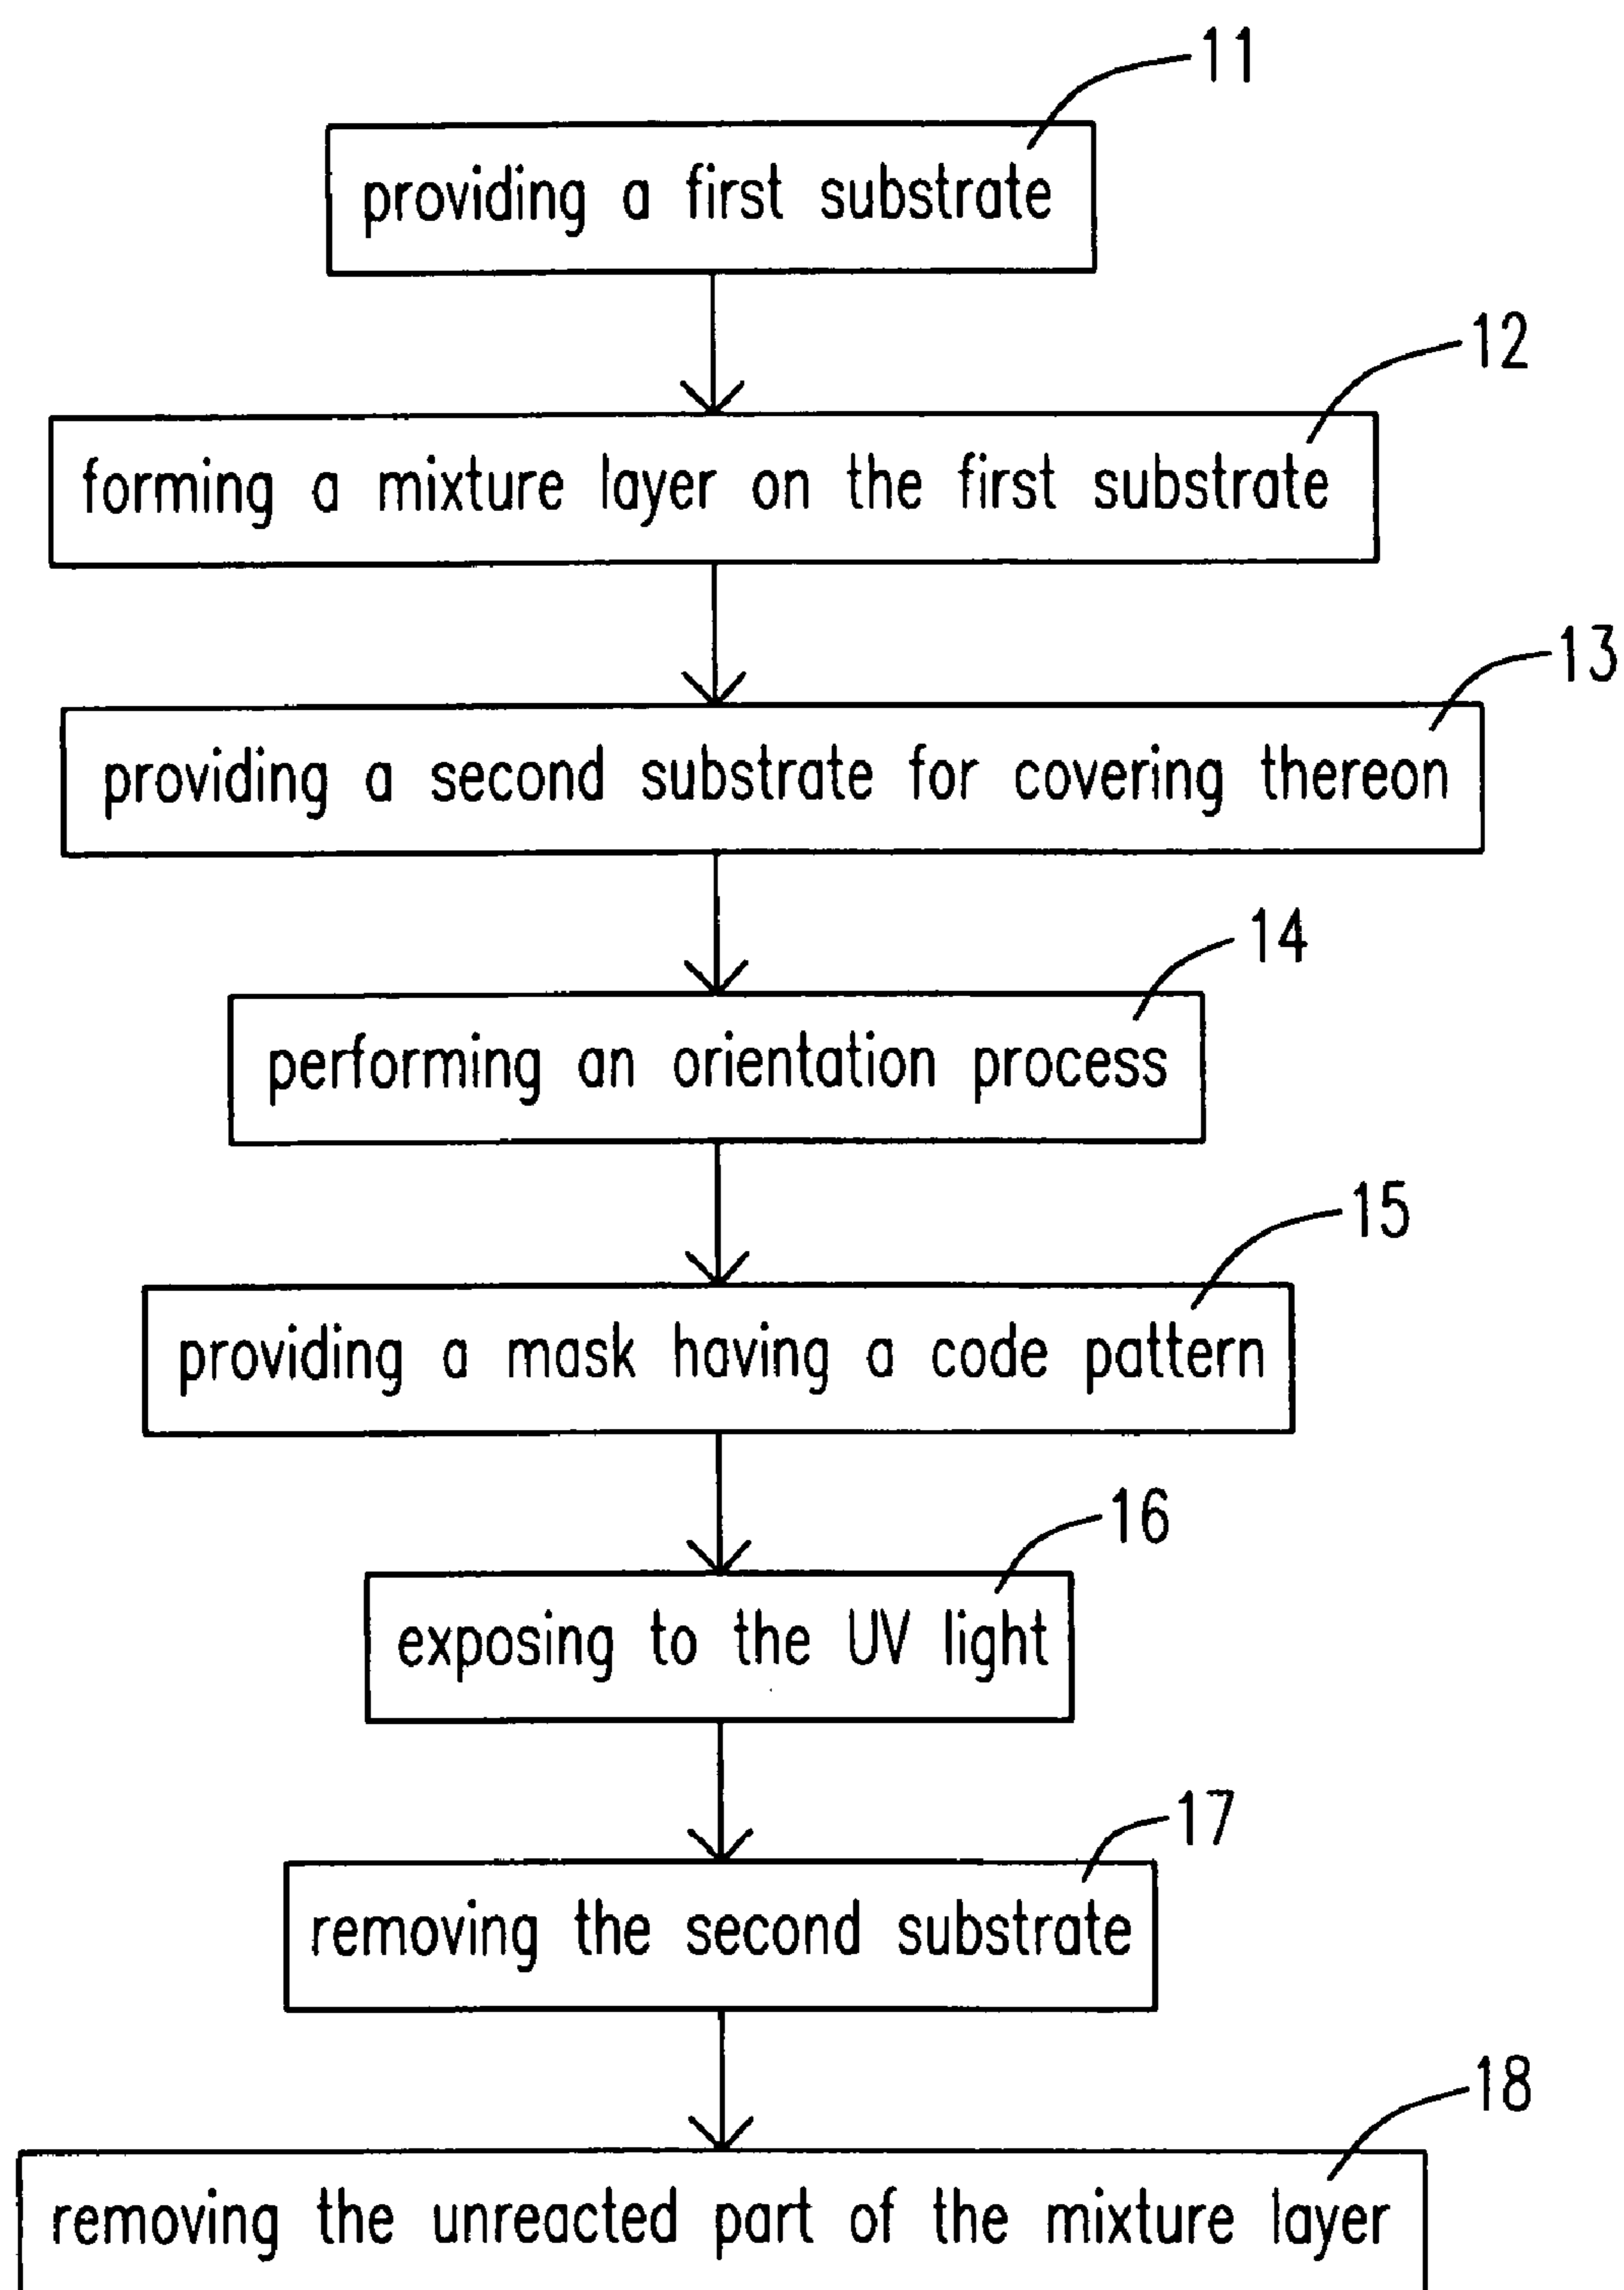 11
providing a first substrate
12
forming a mixture layer on the first substrate
13
providing a second substrate for covering thereon
14
performing an orientation process
15
providing a mask having a code pattern
16
exposing to the UV light
17
removing the second substrate
18
removing the unreacted part of the mixture layer